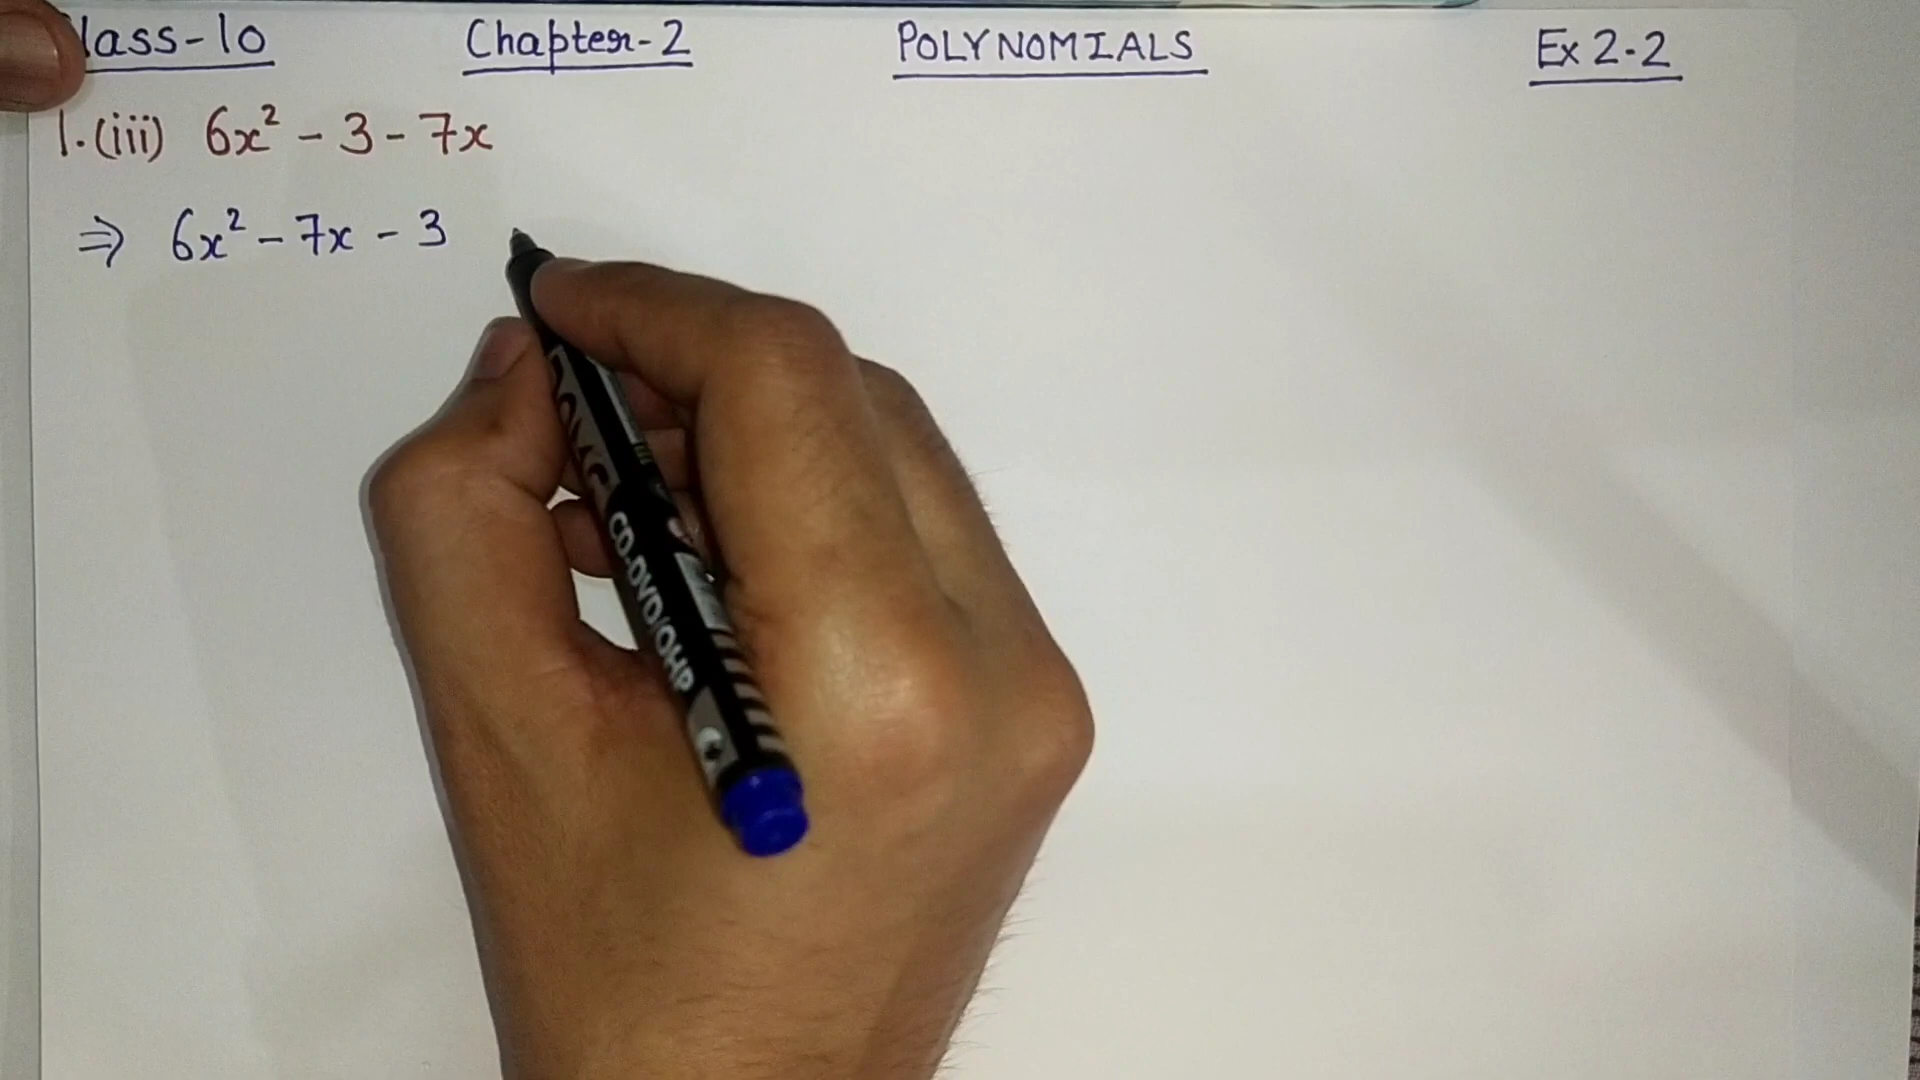 lass-10 Chapter-2 POLYNOMIALS Ex 2.2
1.(iii) 6x² - 3 - 7x
⇒ 6x² - 7x - 3
CD.DVD/OHP